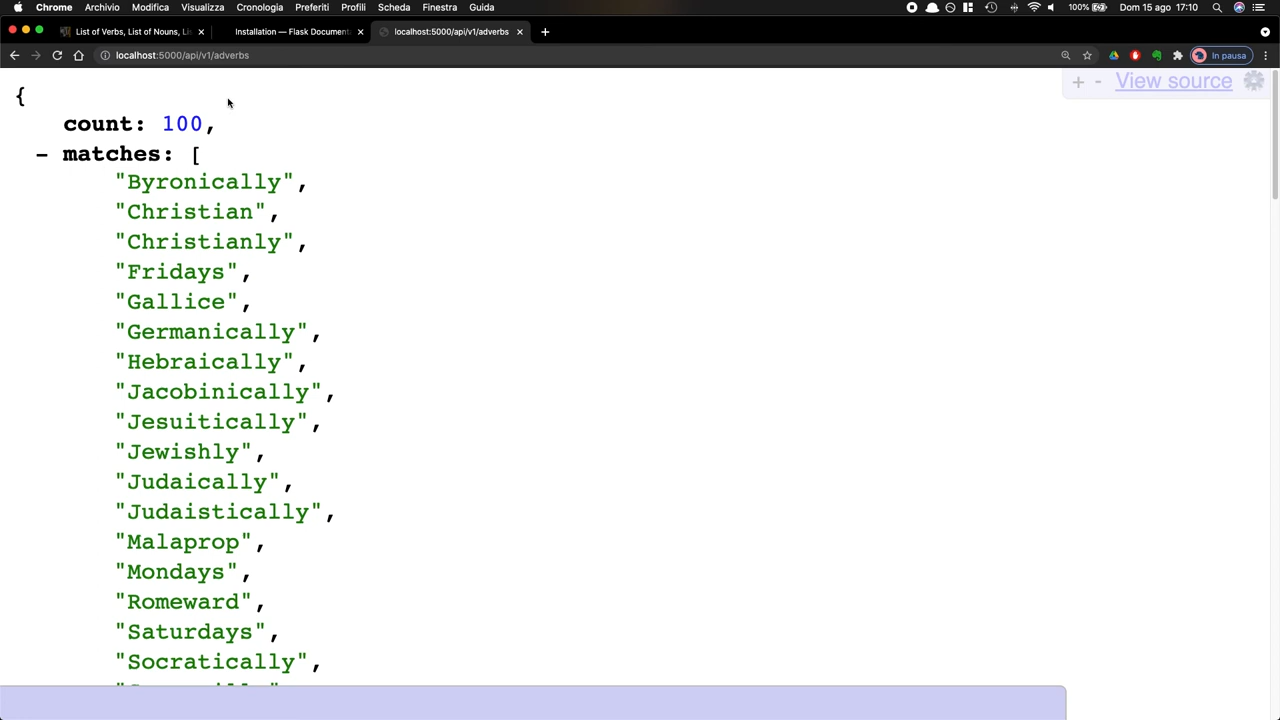 Chrome Archivio Modifica Visualizza Cronologia Preferiti Profili Scheda Finestra Guida 100% Dom 15 ago 17:10
List of Verbs, List of Nouns, Lis Installation — Flask Document localhost:5000/api/v1/adverbs
localhost:5000/api/v1/adverbs In pausa
+ - View source
{
count: 100,
- matches: [
"Byronically",
"Christian",
"Christianly",
"Fridays",
"Gallice",
"Germanically",
"Hebraically",
"Jacobinically",
"Jesuitically",
"Jewishly",
"Judaically",
"Judaistically",
"Malaprop",
"Mondays",
"Romeward",
"Saturdays",
"Socratically",